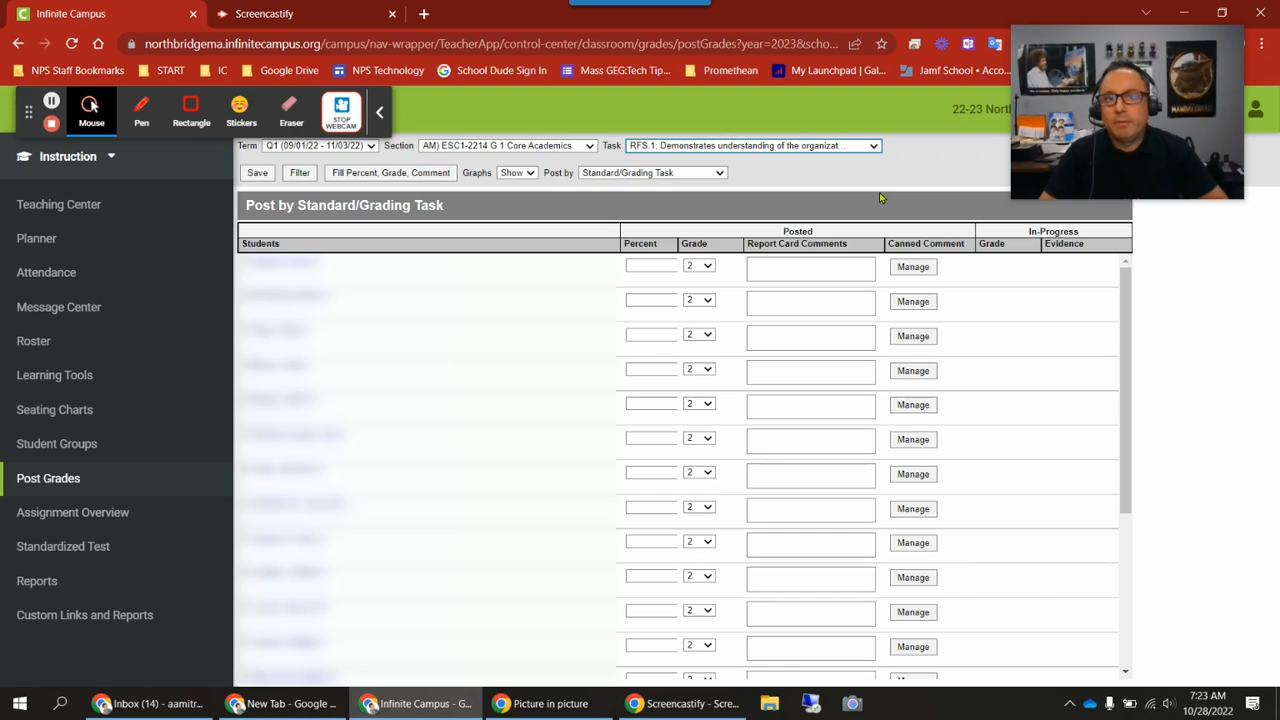 Infinite Campus
Screencastify
northbridgema.infinitecampus.org/campus/nav-wrapper/TeacherApp/control-center/classroom/grades/postGrades?year=2023&scho...
NPS Staff Bookmarks
START
IC
Google Drive
NPS Technology
School Dude Sign In
Mass GEG:Tech Tip...
Promethean
My Launchpad | Gal...
Jamf School • Acco...
Mouse
Pen
Rectangle
Stickers
Eraser
STOP
WEBCAM
22-23 North
Instruction
Term Q1 (09/01/22 - 11/03/22) Section AM) ESC1-2214 G 1 Core Academics Task RFS.1: Demonstrates understanding of the organizat...
Save Filter Fill Percent, Grade, Comment Graphs Show Post by Standard/Grading Task
Teaching Center
Planner
Attendance
Message Center
Roster
Learning Tools
Seating Charts
Student Groups
Post Grades
Assignment Overview
Standardized Test
Reports
Custom Links and Reports
Post by Standard/Grading Task
Posted In-Progress
Students Percent Grade Report Card Comments Canned Comment Grade Evidence
2 Manage
2 Manage
2 Manage
2 Manage
2 Manage
2 Manage
2 Manage
2 Manage
2 Manage
2 Manage
2 Manage
2 Manage
Inbox (14) - aamitr...
New Tab - Google ...
Infinite Campus - G...
Picture in picture
Screencastify - Scre...
7:23 AM
10/28/2022